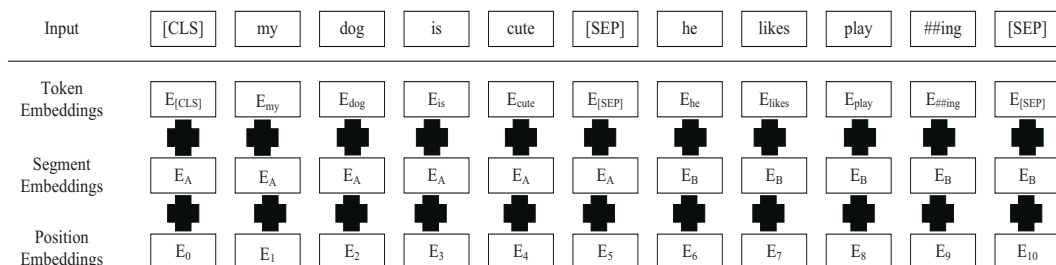 Input [CLS] my dog is cute [SEP] he likes play ##ing [SEP]
Token
Embeddings
E[CLS] Emy Edog Eis Ecute E[SEP] Ehe Elikes Eplay E##ing E[SEP]
Segment
Embeddings
EA EA EA EA EA EA EB EB EB EB EB
Position
Embeddings
E0 E1 E2 E3 E4 E5 E6 E7 E8 E9 E10